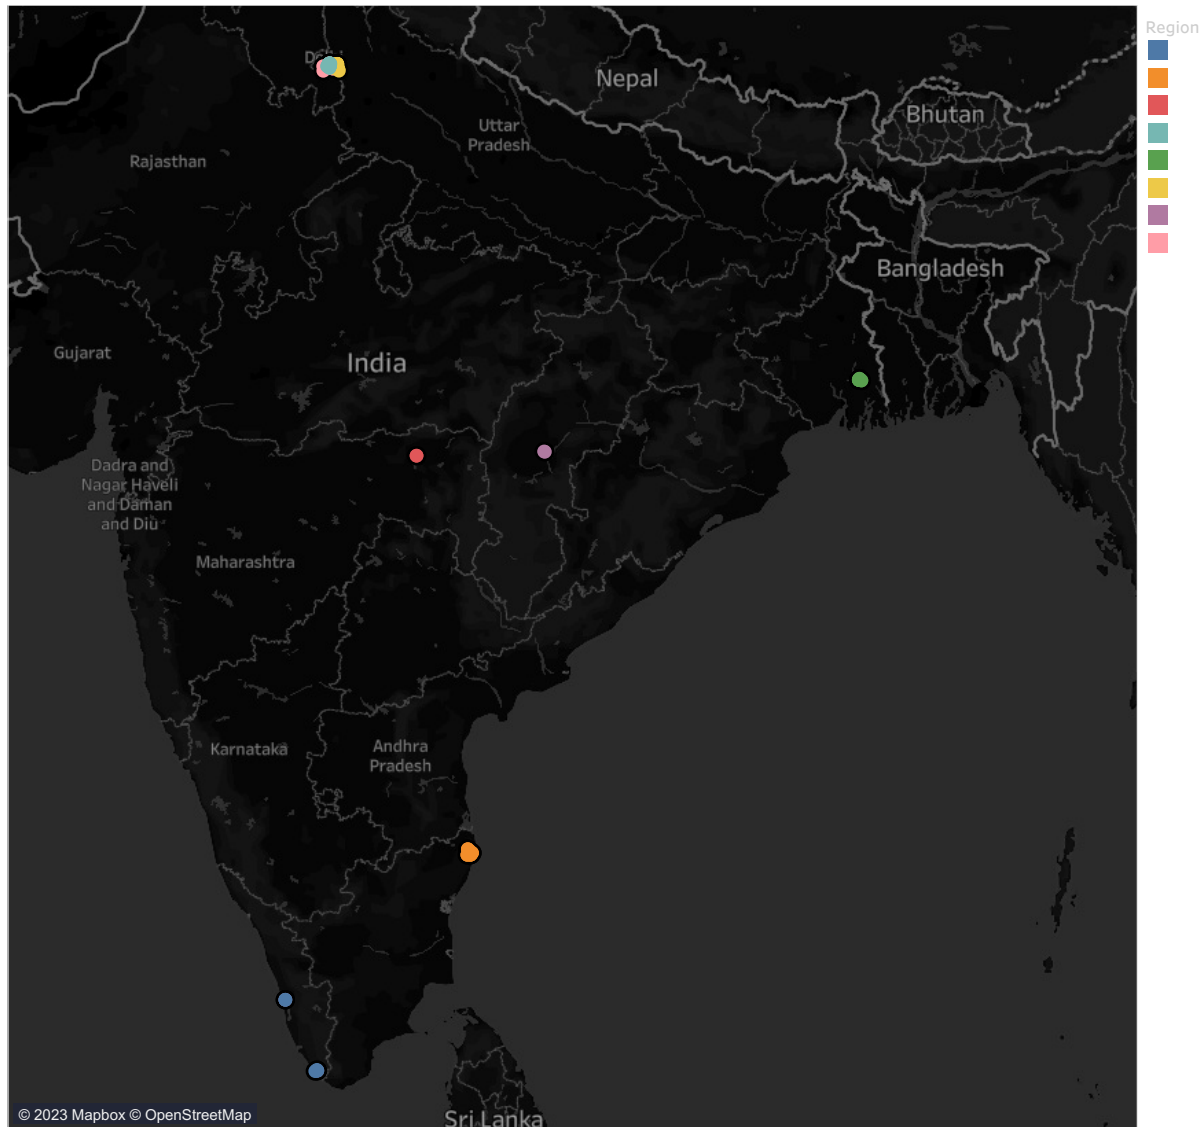 Region
Nepal
Bhutan
Uttar
Pradesh
Rajasthan
Bangladesh
Gujarat
India
Dadra and
Nagar Haveli
and Daman
and Diu
Maharashtra
Karnataka
Andhra
Pradesh
Sri Lanka
© 2023 Mapbox © OpenStreetMap